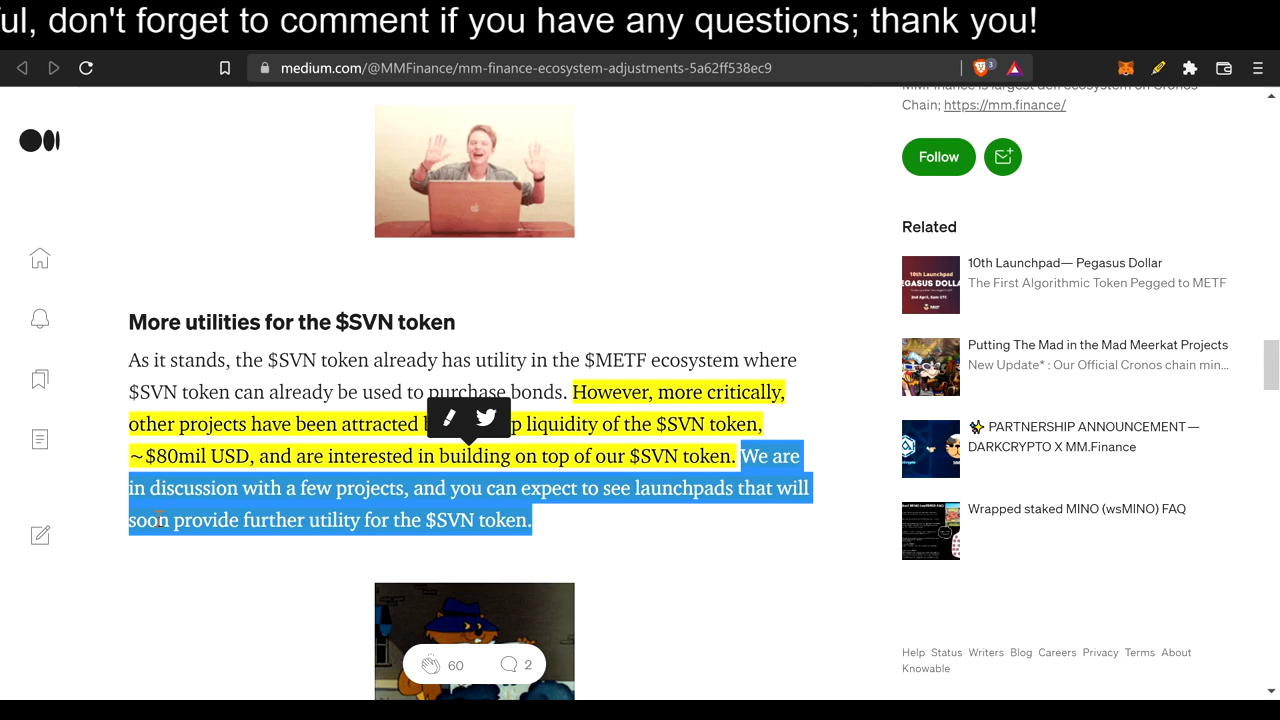 ful, don't forget to comment if you have any questions; thank you!
medium.com/@MMFinance/mm-finance-ecosystem-adjustments-5a62ff538ec9
3
Chain; https://mm.finance/
Follow
Related
10th Launchpad— Pegasus Dollar
The First Algorithmic Token Pegged to METF
10th Launchpad
PEGASUS DOLLA
Putting The Mad in the Mad Meerkat Projects
New Update* : Our Official Cronos chain min...
PARTNERSHIP ANNOUNCEMENT—
DARKCRYPTO X MM.Finance
Wrapped staked MINO (wsMINO) FAQ
More utilities for the $SVN token
As it stands, the $SVN token already has utility in the $METF ecosystem where
$SVN token can already be used to purchase bonds. However, more critically,
other projects have been attracted liquidity of the $SVN token,
~$80mil USD, and are interested in building on top of our $SVN token. We are
in discussion with a few projects, and you can expect to see launchpads that will
soon promote further utility for the $SVN token.
60
2
Help Status Writers Blog Careers Privacy Terms About
Knowable